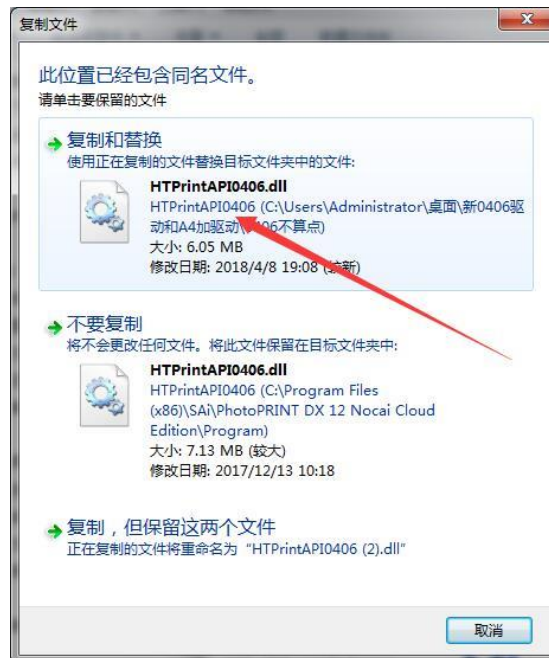 复制文件
此位置已经包含同名文件。
请单击要保留的文件
复制和替换
使用正在复制的文件替换目标文件夹中的文件:
HTPrintAPI0406.dll
HTPrintAPI0406 (C:\Users\Administrator\桌面\新0406驱
动和A4加驱动\0406不算点)
大小: 6.05 MB
修改日期: 2018/4/8 19:08 (较新)
不要复制
将不会更改任何文件。将此文件保留在目标文件夹中:
HTPrintAPI0406.dll
HTPrintAPI0406 (C:\Program Files
(x86)\SAi\PhotoPRINT DX 12 Nocai Cloud
Edition\Program)
大小: 7.13 MB (较大)
修改日期: 2017/12/13 10:18
复制，但保留这两个文件
正在复制的文件将重命名为 "HTPrintAPI0406 (2).dll"
取消